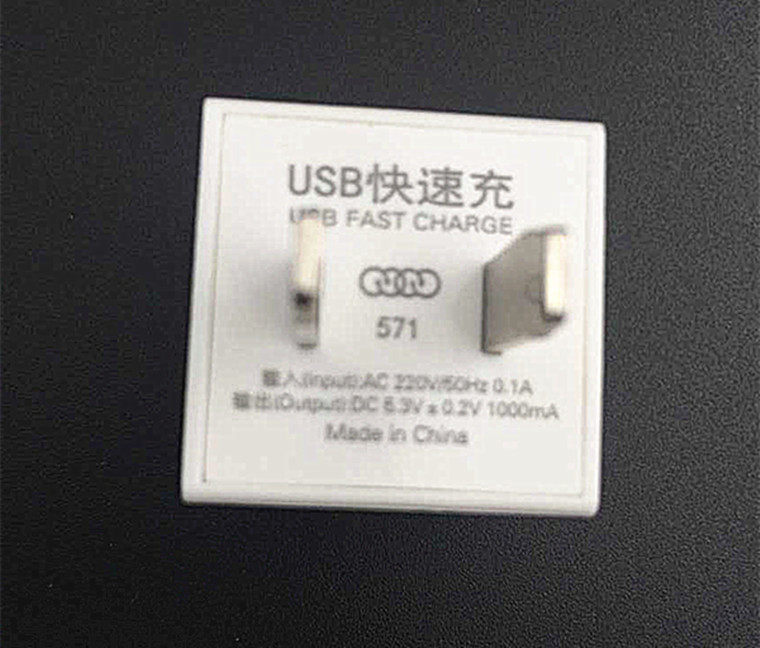 USB快速充
USB FAST CHARGE
571
输入(Input):AC 220V/50Hz 0.1A
输出(Output):DC 5.3V ± 0.2V 1000mA
Made in China